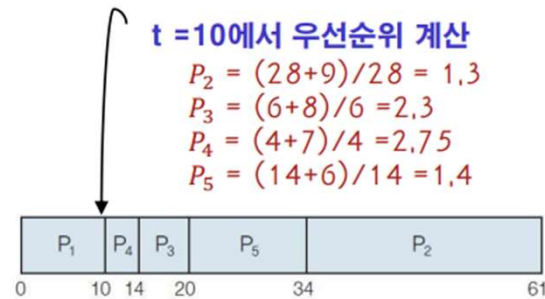 t =10에서 우선순위 계산
P₂ = (28+9)/28 = 1.3
P₃ = (6+8)/6 =2.3
P₄ = (4+7)/4 =2.75
P₅ = (14+6)/14 =1.4
P₁ P₄ P₃ P₅ P₂
0 10 14 20 34 61